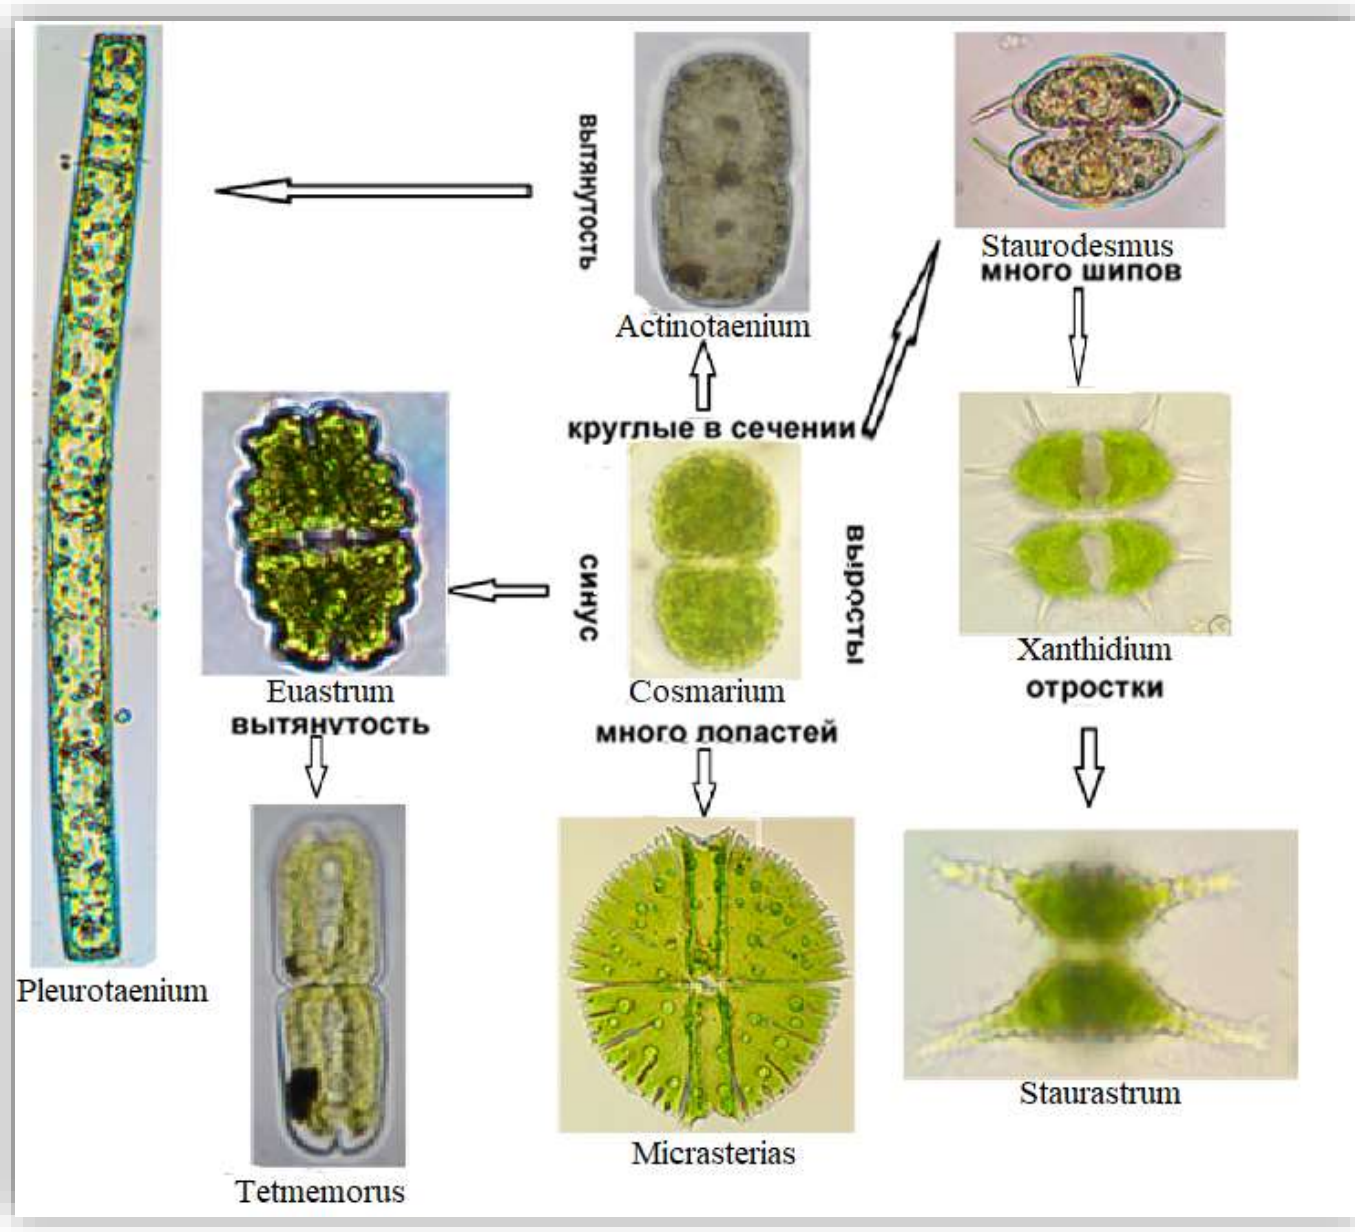 вытянутость
Staurodesmus
много шипов
Actinotaenium
круглые в сечении
синус
выросты
Xanthidium
отростки
Euastrum
вытянутость
Cosmarium
много лопастей
Pleurotaenium
Staurastrum
Micrasterias
Tetmemorus